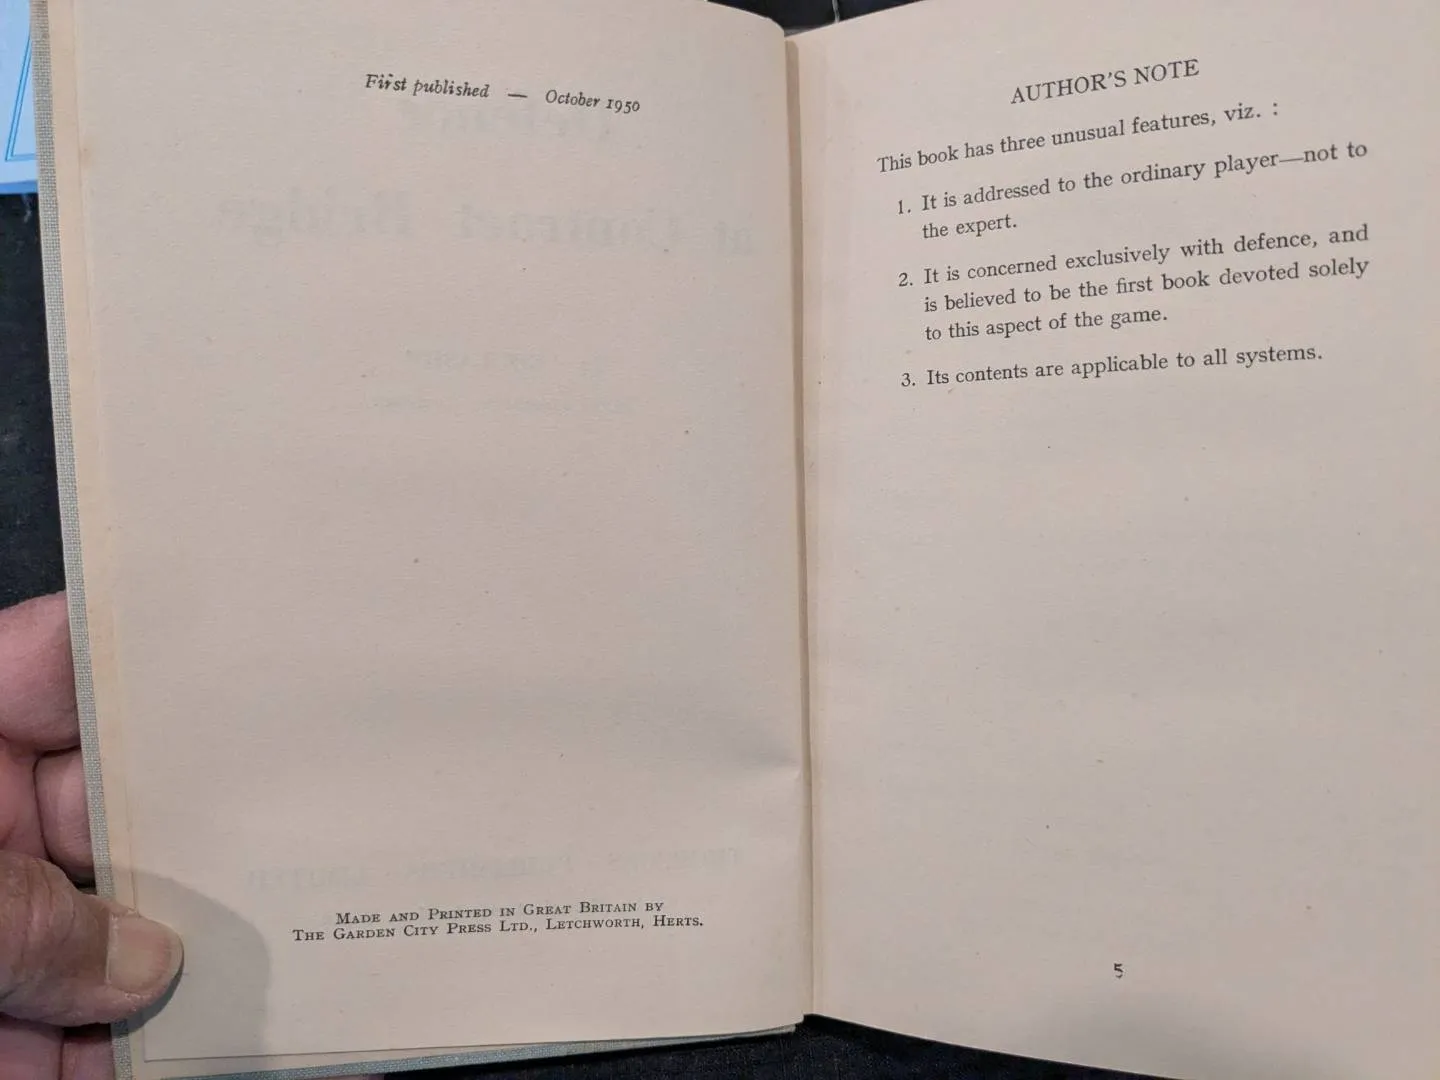 First published — October 1950
MADE AND PRINTED IN GREAT BRITAIN BY
THE GARDEN CITY PRESS LTD., LETCHWORTH, HERTS.
AUTHOR'S NOTE
This book has three unusual features, viz. :
1. It is addressed to the ordinary player—not to
the expert.
2. It is concerned exclusively with defence, and
is believed to be the first book devoted solely
to this aspect of the game.
3. Its contents are applicable to all systems.
5